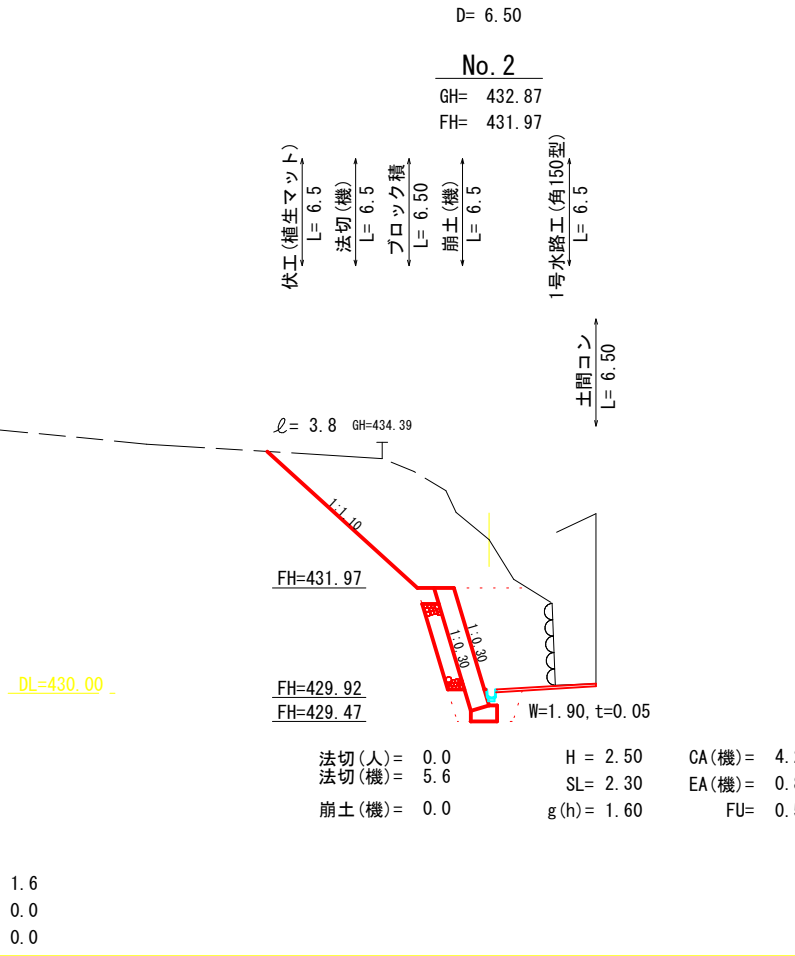 D= 6.50
No.2
GH= 432.87
FH= 431.97
伏工(植生マット)
L= 6.5
法切(機)
L= 6.5
ブロック積
L= 6.50
崩土(機)
L= 6.5
1号水路工(角150型)
L= 6.5
土間コン
L= 6.50
ℓ= 3.8
GH=434.39
1:1.10
FH=431.97
1:0.30
1:0.30
DL=430.00
FH=429.92
FH=429.47
W=1.90,t=0.05
法切(人)= 0.0
法切(機)= 5.6
崩土(機)= 0.0
H = 2.50
SL= 2.30
g(h)= 1.60
CA(機)= 4.
EA(機)= 0.
FU= 0.
1.6
0.0
0.0